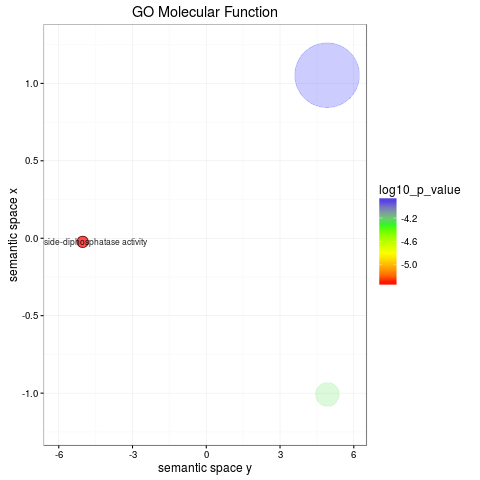 GO Molecular Function
1.0
0.5
0.0
-0.5
-1.0
semantic space x
side-diphosphatase activity
-6 -3 0 3 6
semantic space y
log10_p_value
-4.2
-4.6
-5.0